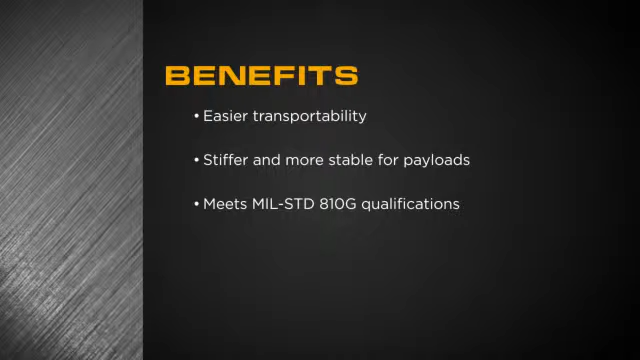 BENEFITS
• Easier transportability
• Stiffer and more stable for payloads
• Meets MIL-STD 810G qualifications